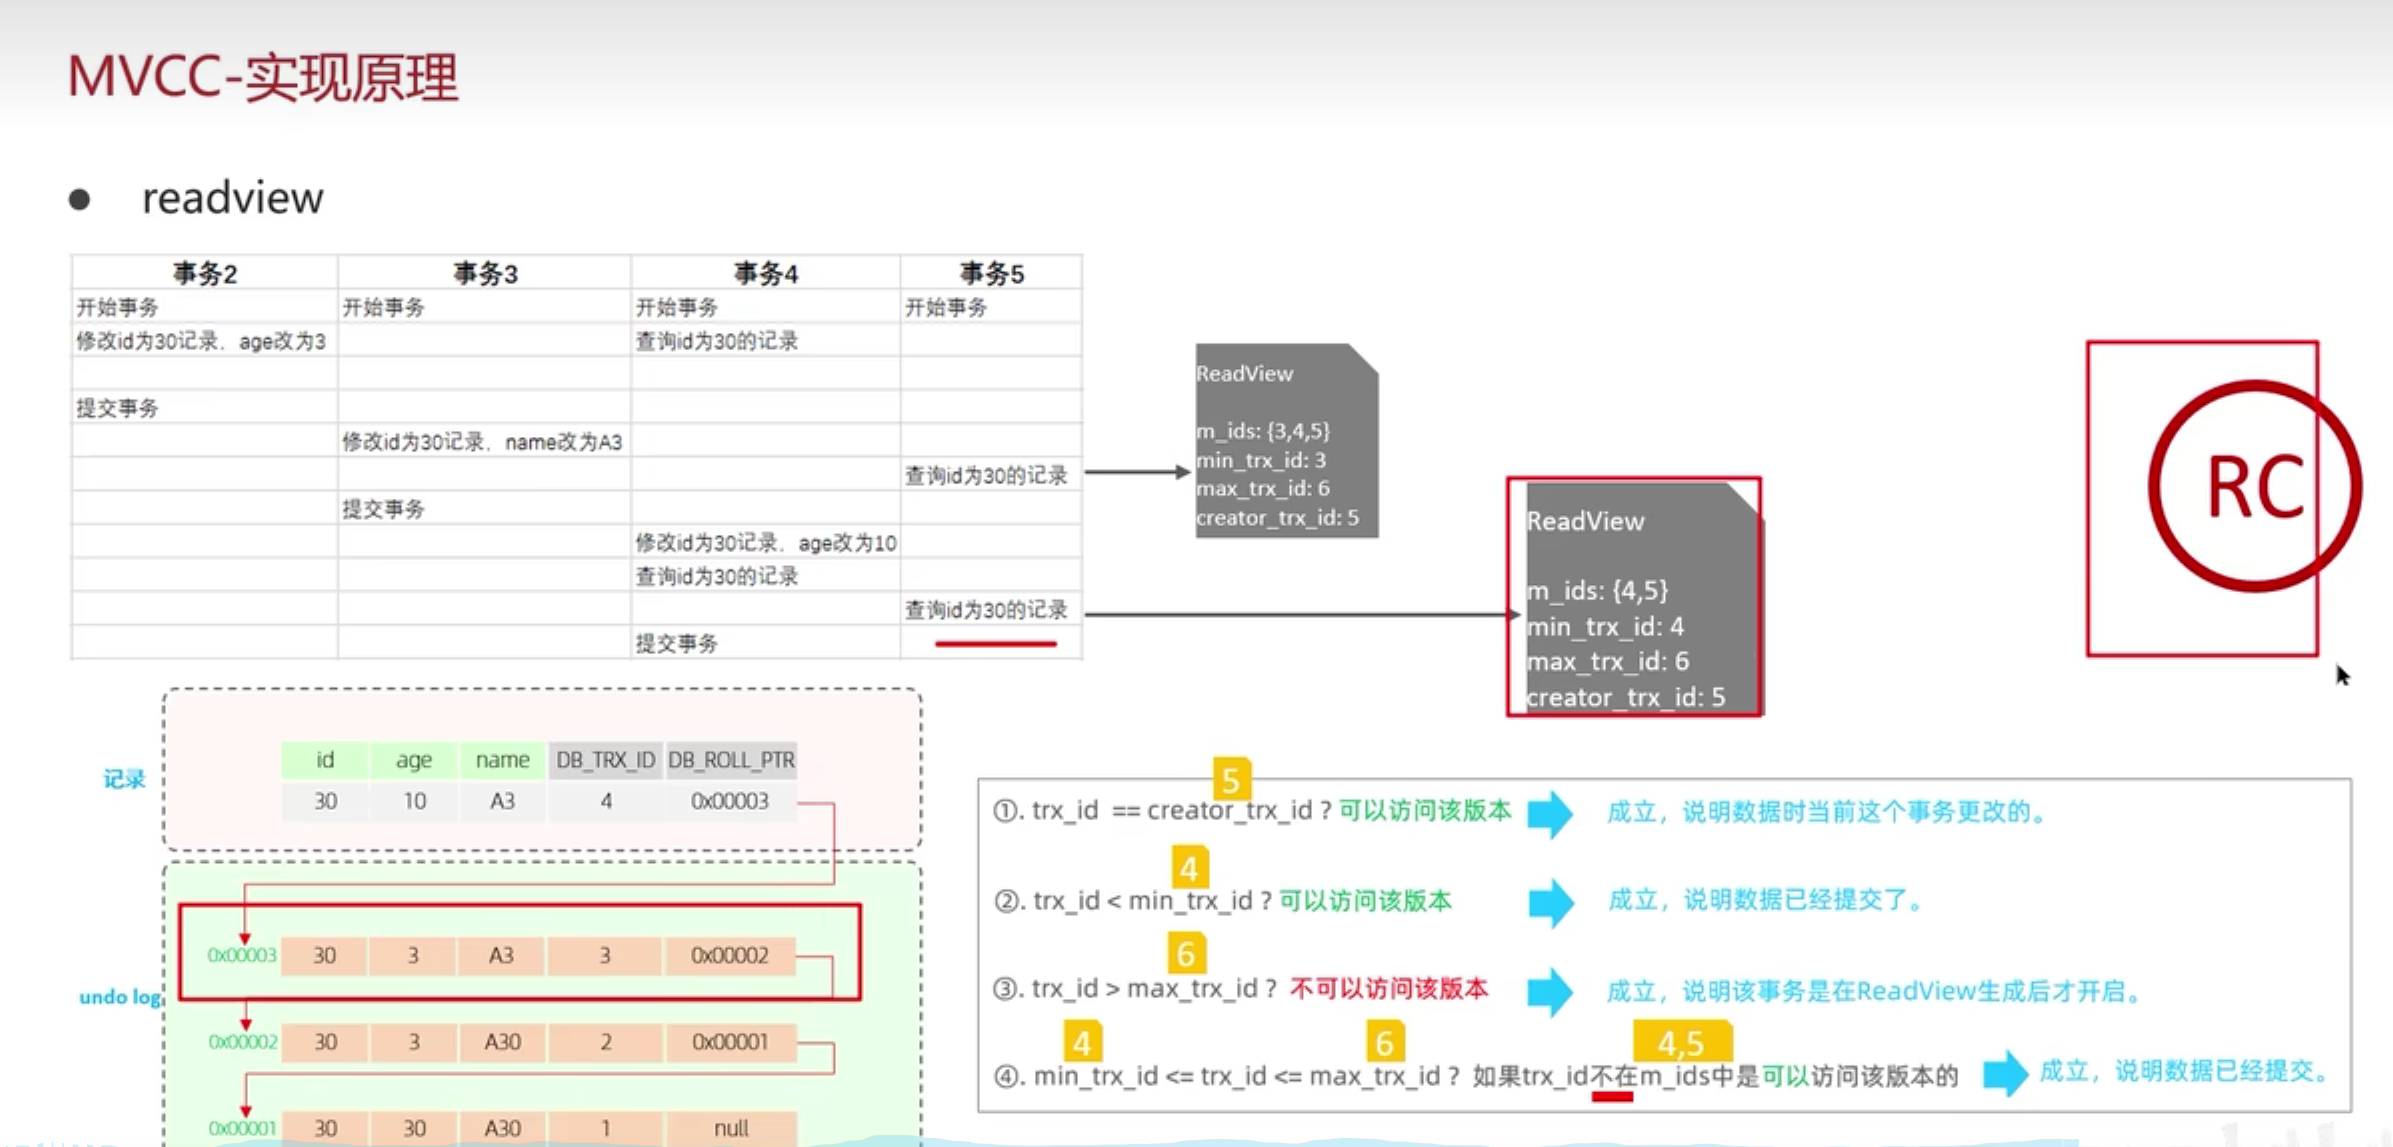 MVCC-实现原理
● readview
事务2 事务3 事务4 事务5
开始事务 开始事务 开始事务 开始事务
修改id为30记录，age改为3 查询id为30的记录
提交事务
修改id为30记录，name改为A3
查询id为30的记录
提交事务
修改id为30记录，age改为10
查询id为30的记录
查询id为30的记录
提交事务
ReadView
m_ids: {3,4,5}
min_trx_id: 3
max_trx_id: 6
creator_trx_id: 5
ReadView
m_ids: {4,5}
min_trx_id: 4
max_trx_id: 6
creator_trx_id: 5
RC
记录
id age name DB_TRX_ID DB_ROLL_PTR
30 10 A3 4 0x00003
undo log
0x00003 30 3 A3 3 0x00002
0x00002 30 3 A30 2 0x00001
0x00001 30 30 A30 1 null
5
①. trx_id == creator_trx_id ? 可以访问该版本 成立，说明数据时当前这个事务更改的。
4
②. trx_id < min_trx_id ? 可以访问该版本 成立，说明数据已经提交了。
6
③. trx_id > max_trx_id ? 不可以访问该版本 成立，说明该事务是在ReadView生成后才开启。
4 6 4,5
④. min_trx_id <= trx_id <= max_trx_id ? 如果trx_id不在m_ids中是可以访问该版本的 成立，说明数据已经提交。